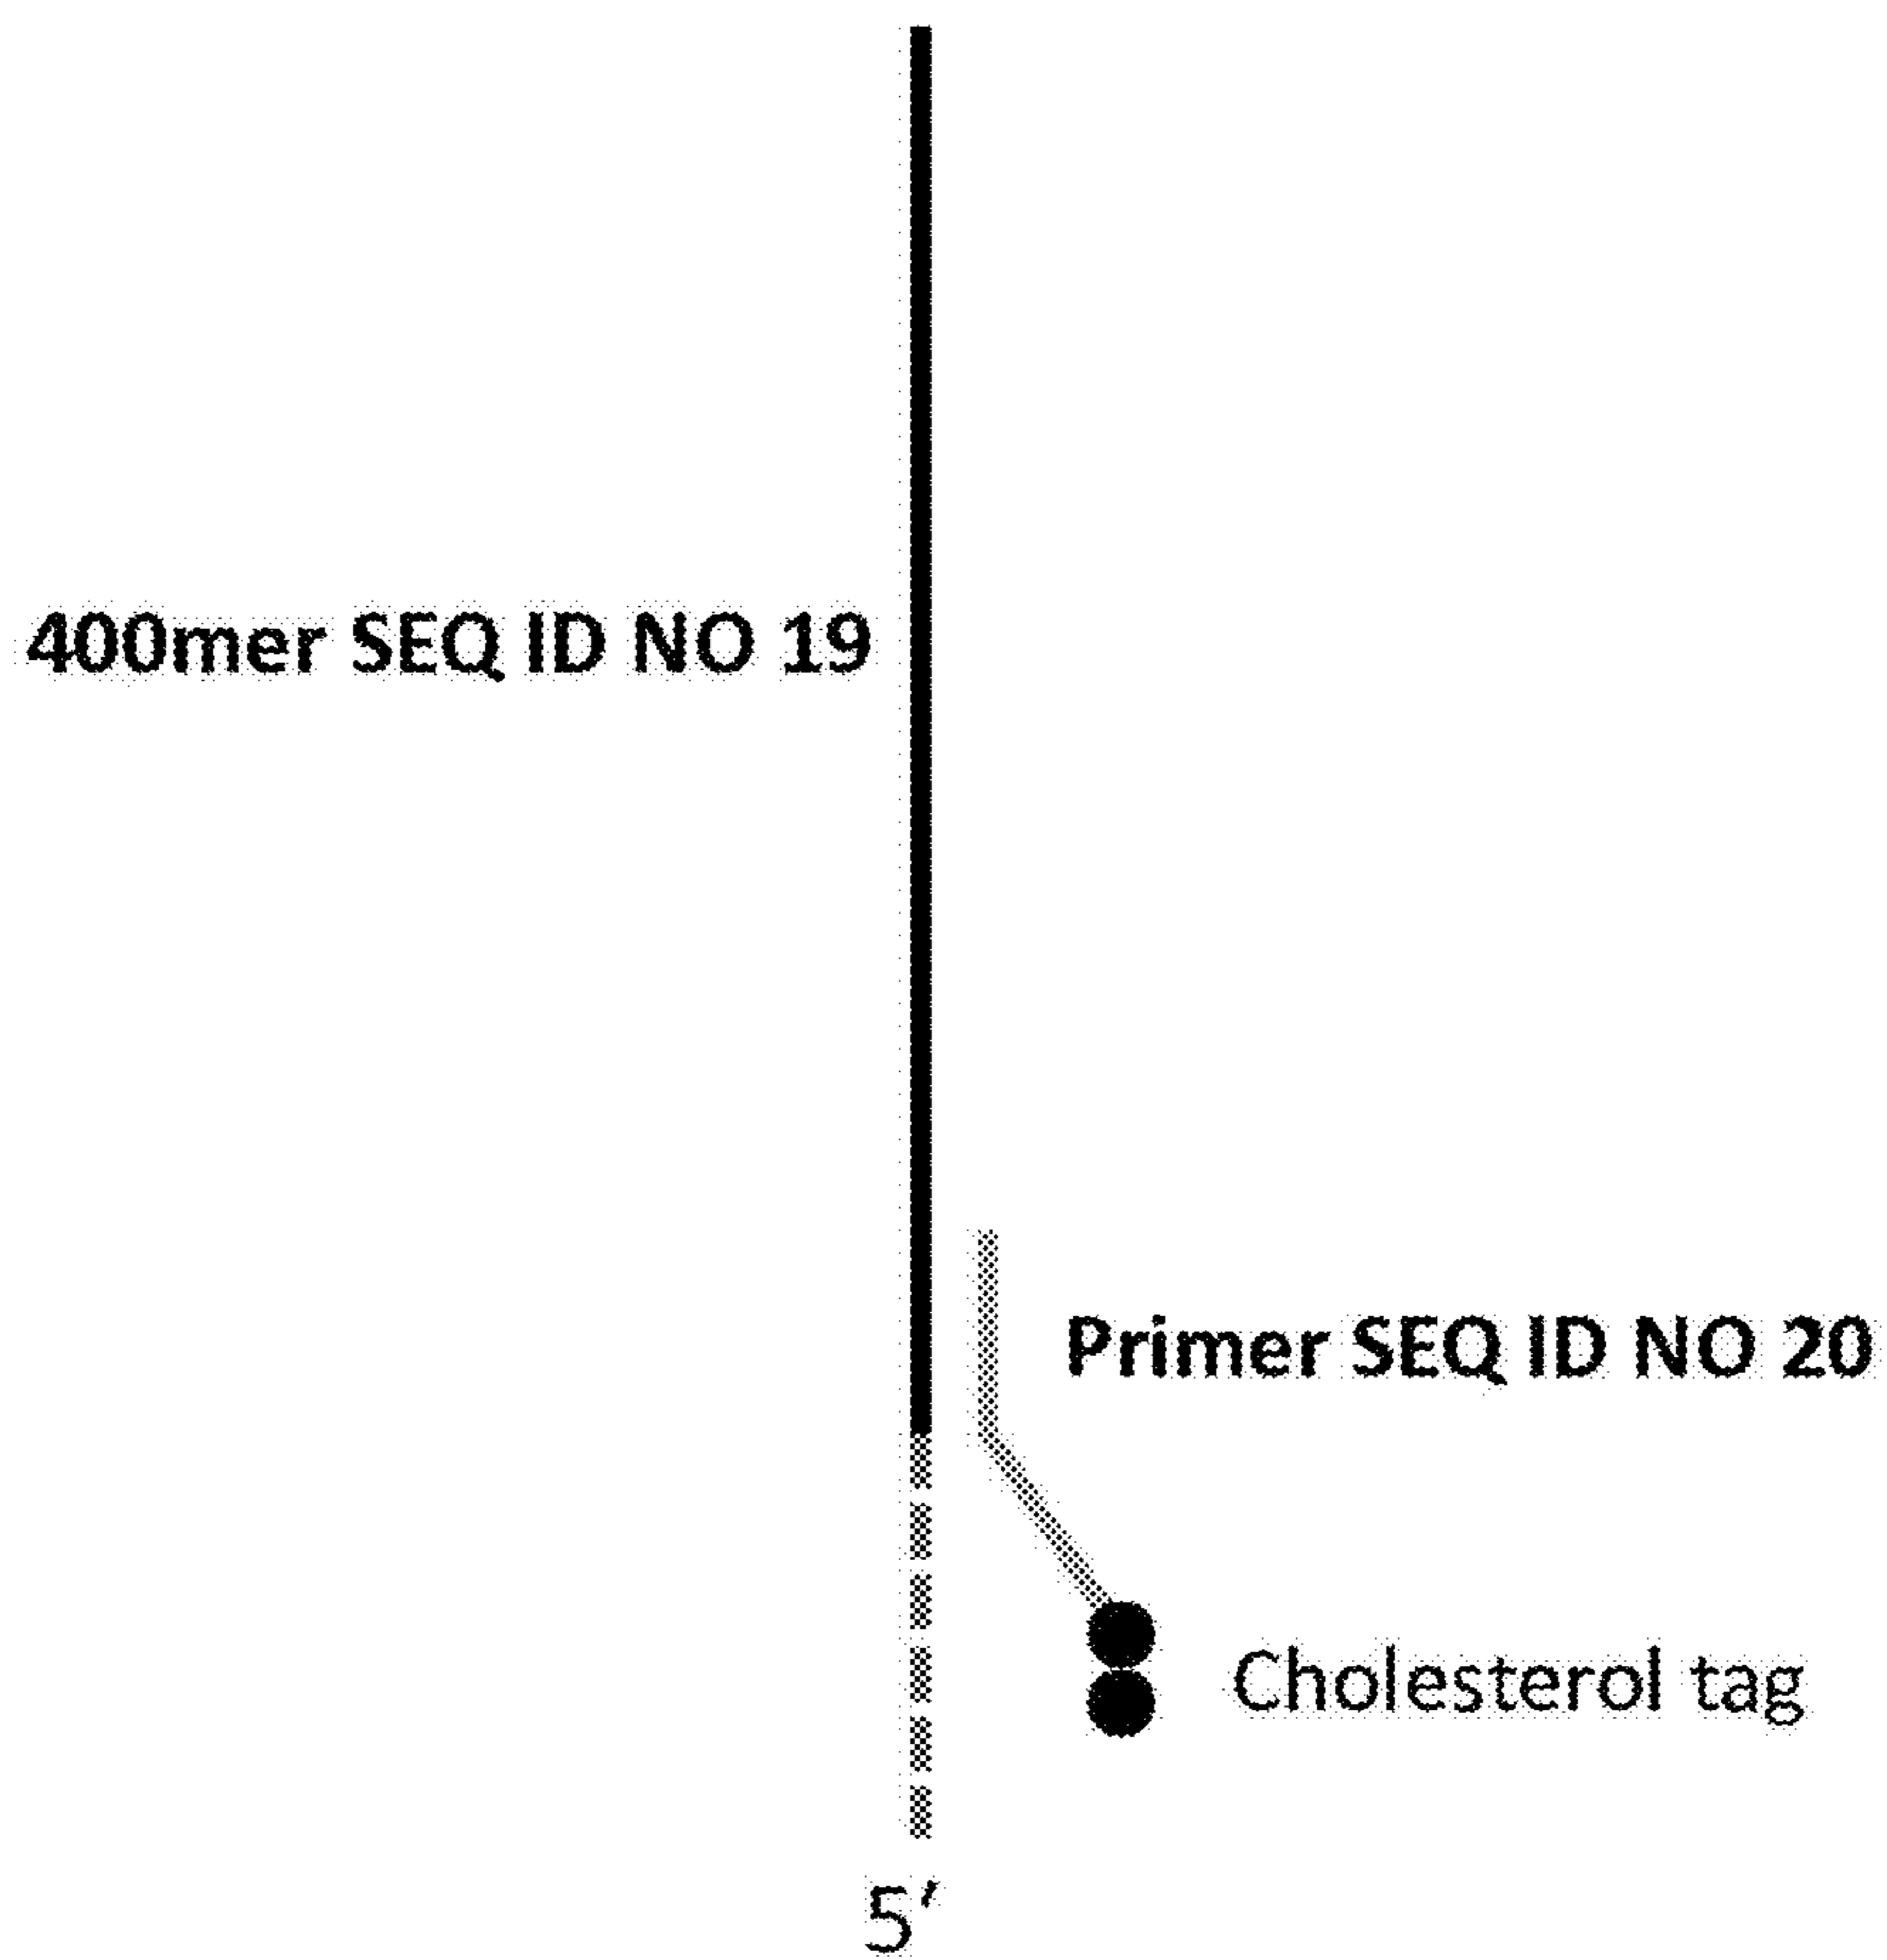 400mer SEQ ID NO 19
Primer SEQ ID NO 20
Cholesterol tag
5′